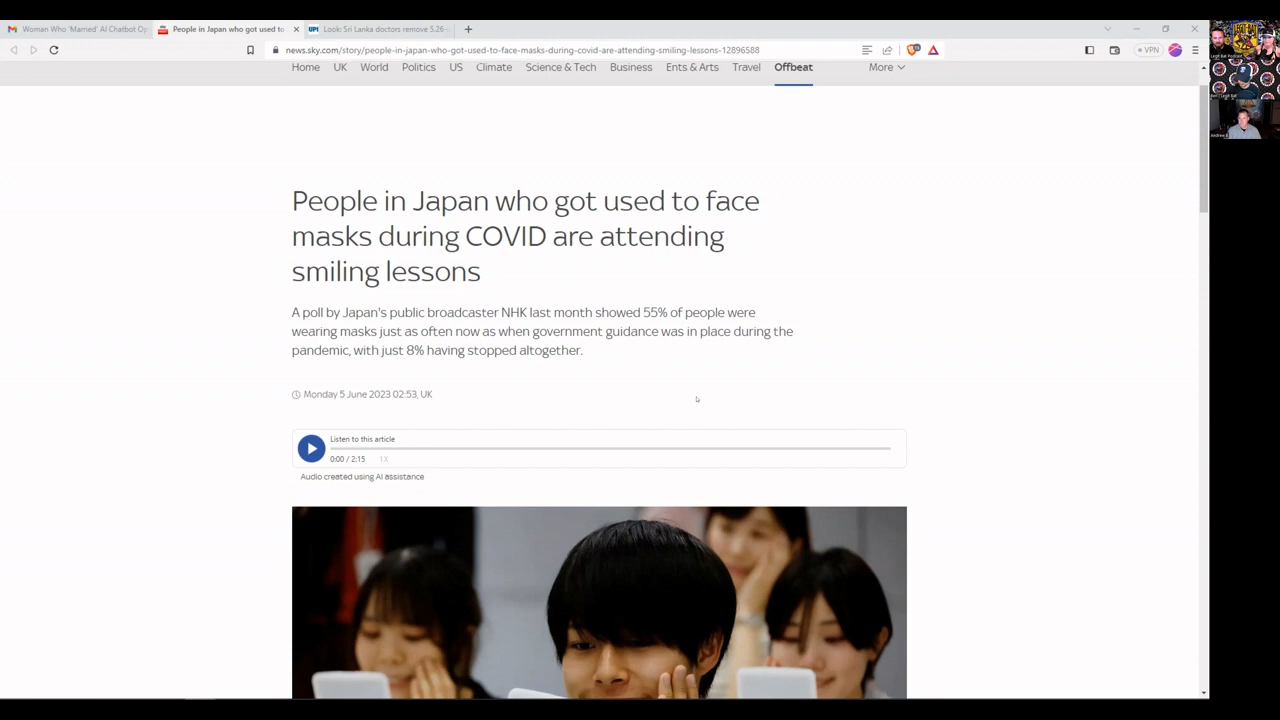 Woman Who 'Married' AI Chatbot Op
People in Japan who got used to
UPI
Look: Sri Lanka doctors remove 5.26-
news.sky.com/story/people-in-japan-who-got-used-to-face-masks-during-covid-are-attending-smiling-lessons-12896588
VPN
Home UK World Politics US Climate Science & Tech Business Ents & Arts Travel Offbeat More
People in Japan who got used to face
masks during COVID are attending
smiling lessons
A poll by Japan's public broadcaster NHK last month showed 55% of people were
wearing masks just as often now as when government guidance was in place during the
pandemic, with just 8% having stopped altogether.
Monday 5 June 2023 02:53, UK
Listen to this article
0:00 / 2:15 1X
Audio created using AI assistance